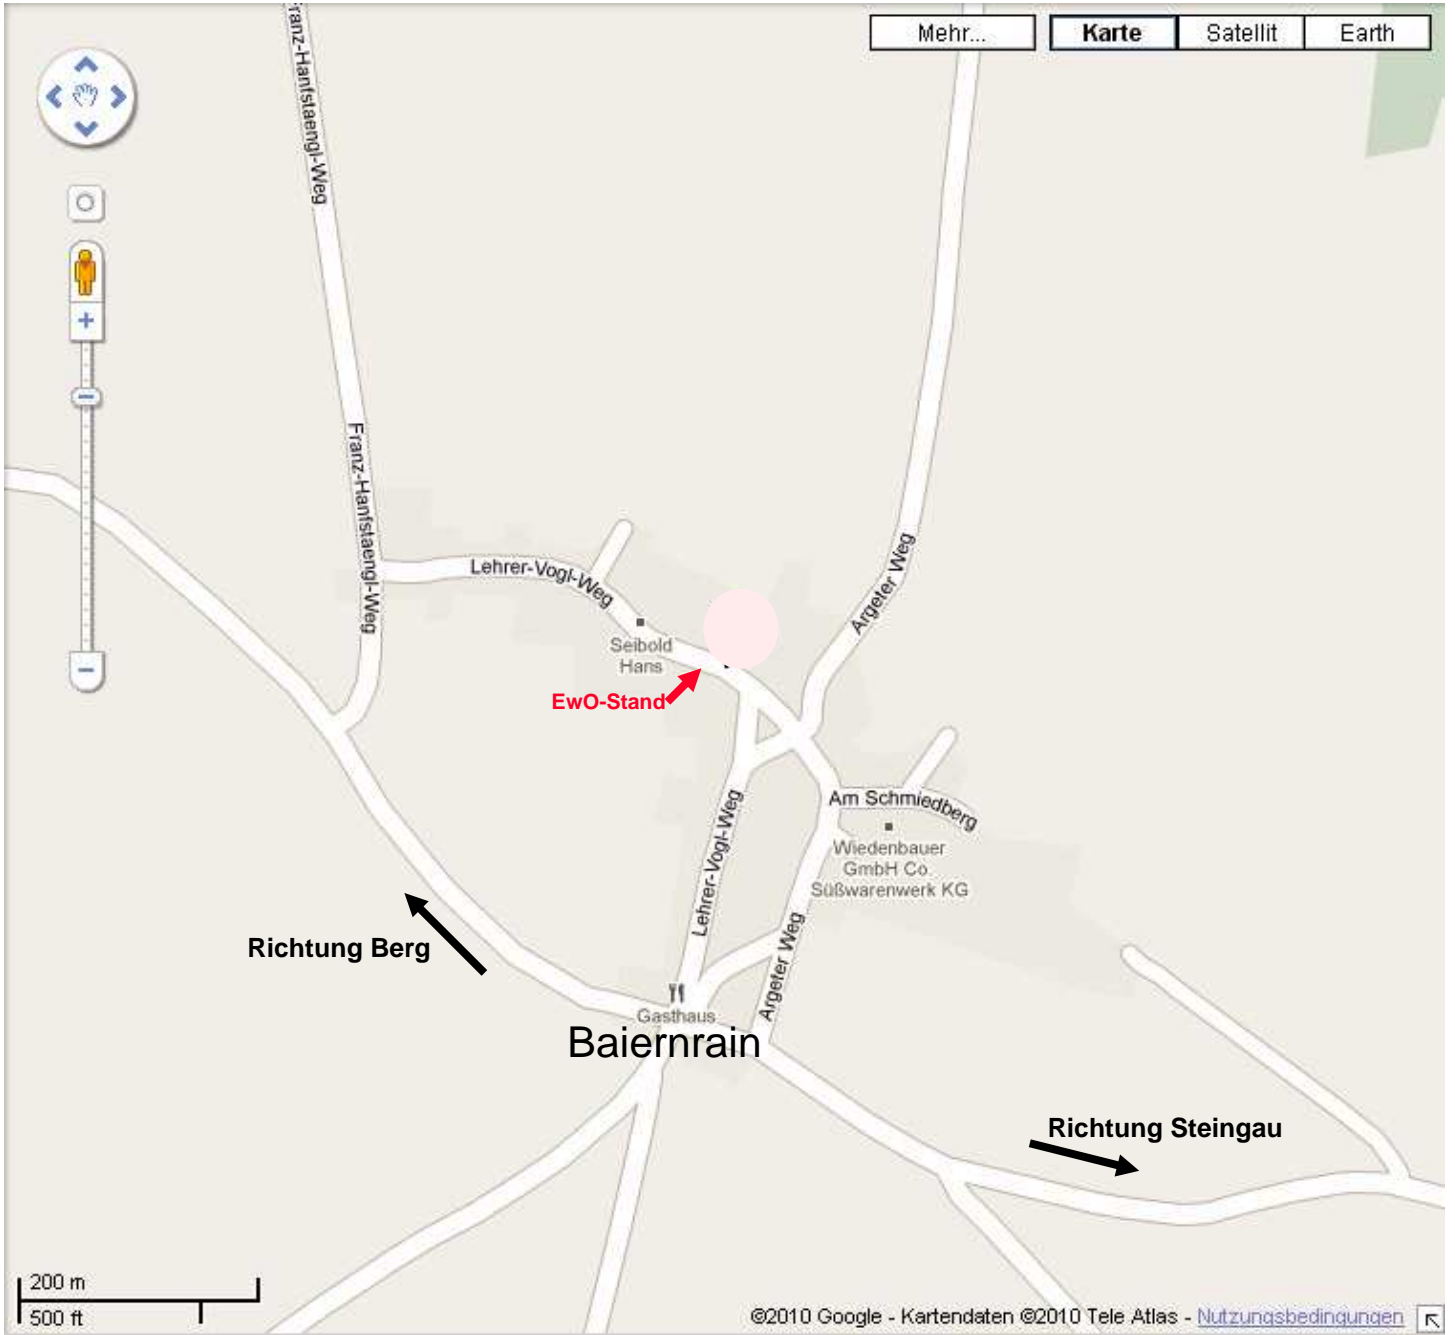 Mehr...
Karte
Satellit
Earth
Franz-Hanfstaengl-Weg
Franz-Hanfstaengl-Weg
Lehrer-Vogl-Weg
Argeter Weg
Seibold
Hans
EwO-Stand
Am Schmiedberg
Wiedenbauer
GmbH Co.
Süßwarenwerk KG
Lehrer-Vogl-Weg
Argeter Weg
Richtung Berg
Gasthaus
Baiernrain
Richtung Steingau
200 m
500 ft
©2010 Google - Kartendaten ©2010 Tele Atlas - Nutzungsbedingungen